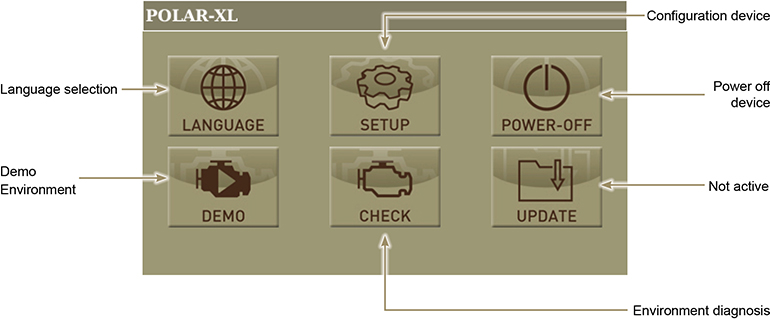 POLAR-XL
Configuration device
Language selection
LANGUAGE
SETUP
POWER-OFF
Power off
device
Demo
Environment
DEMO
CHECK
UPDATE
Not active
Environment diagnosis